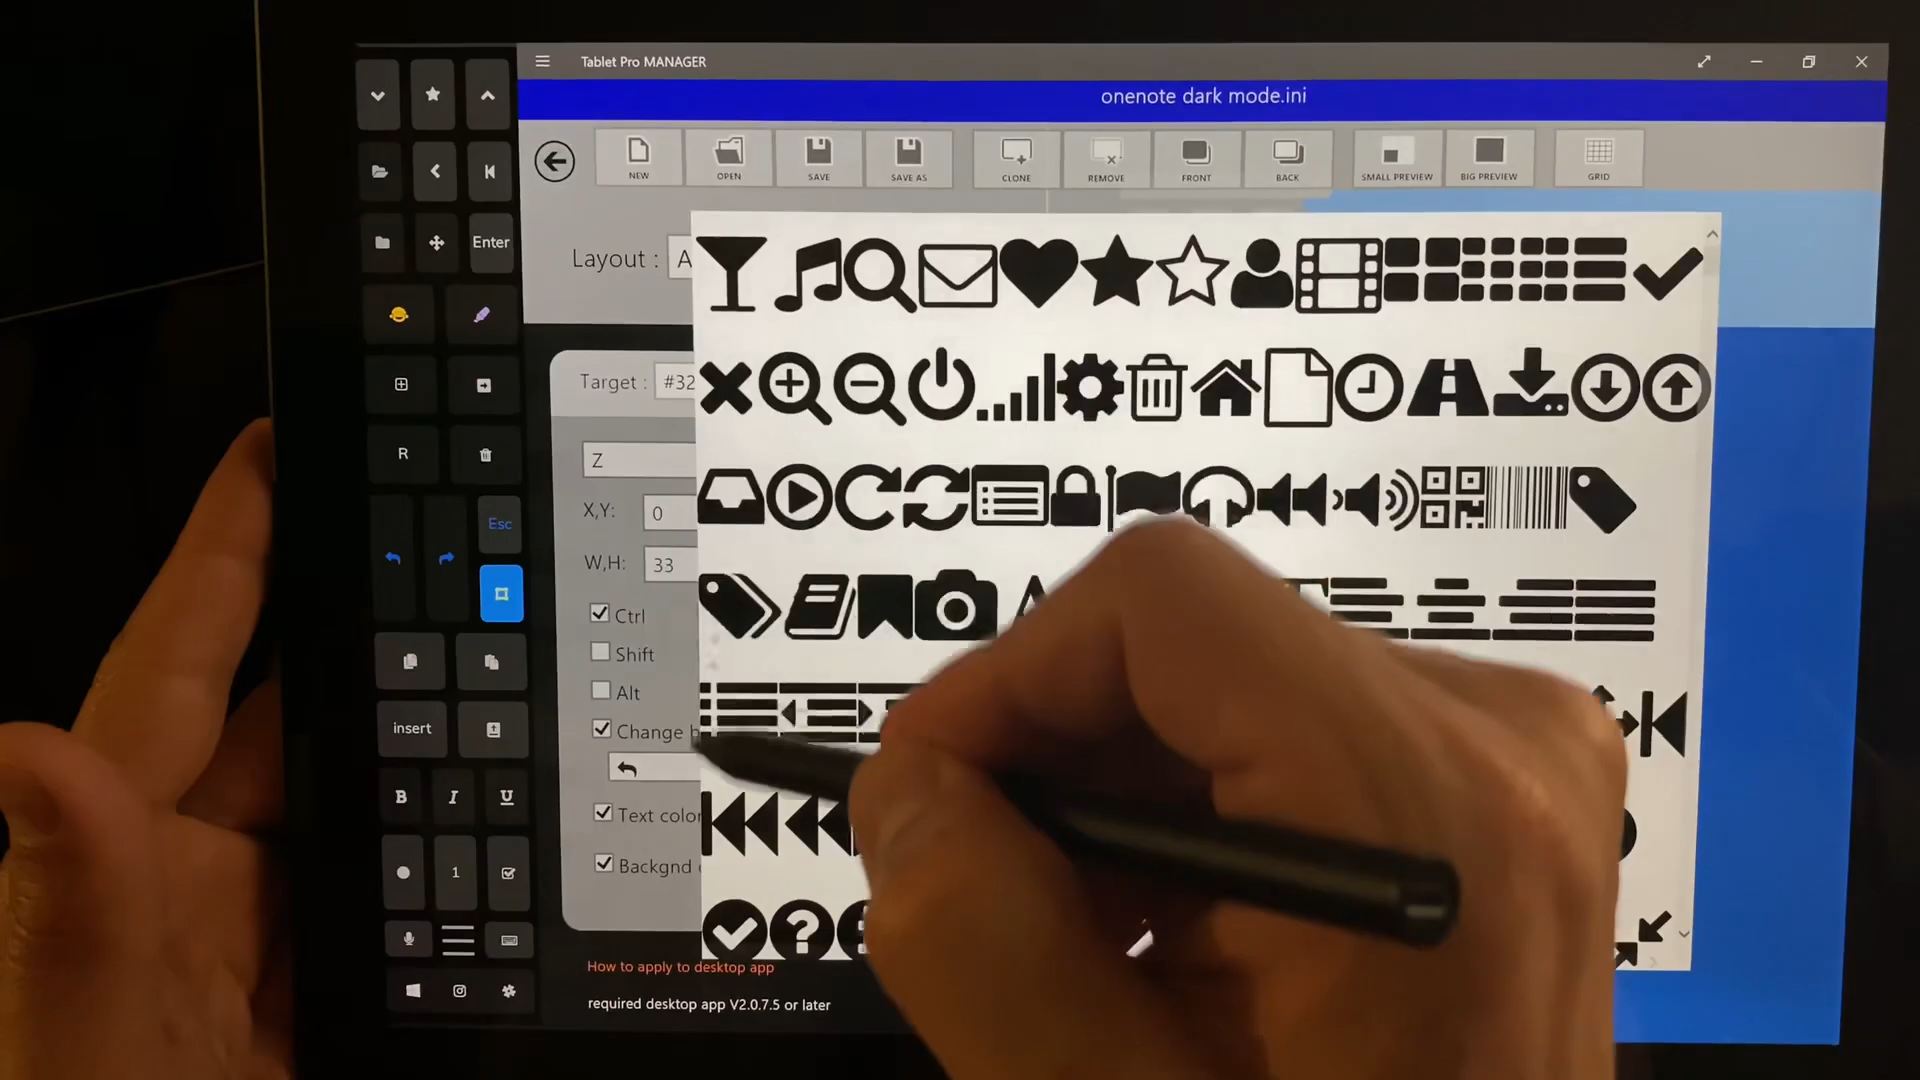 Tablet Pro MANAGER
onenote dark mode.ini
NEW
OPEN
SAVE
SAVE AS
CLONE
REMOVE
FRONT
BACK
SMALL PREVIEW
BIG PREVIEW
GRID
Enter
Layout : A
Target : #32
R
Z
X,Y: 0
Esc
W,H: 33
Ctrl
Shift
Alt
insert
Change
B I U
Text color
Backgnd
1
How to apply to desktop app
required desktop app V2.0.7.5 or later